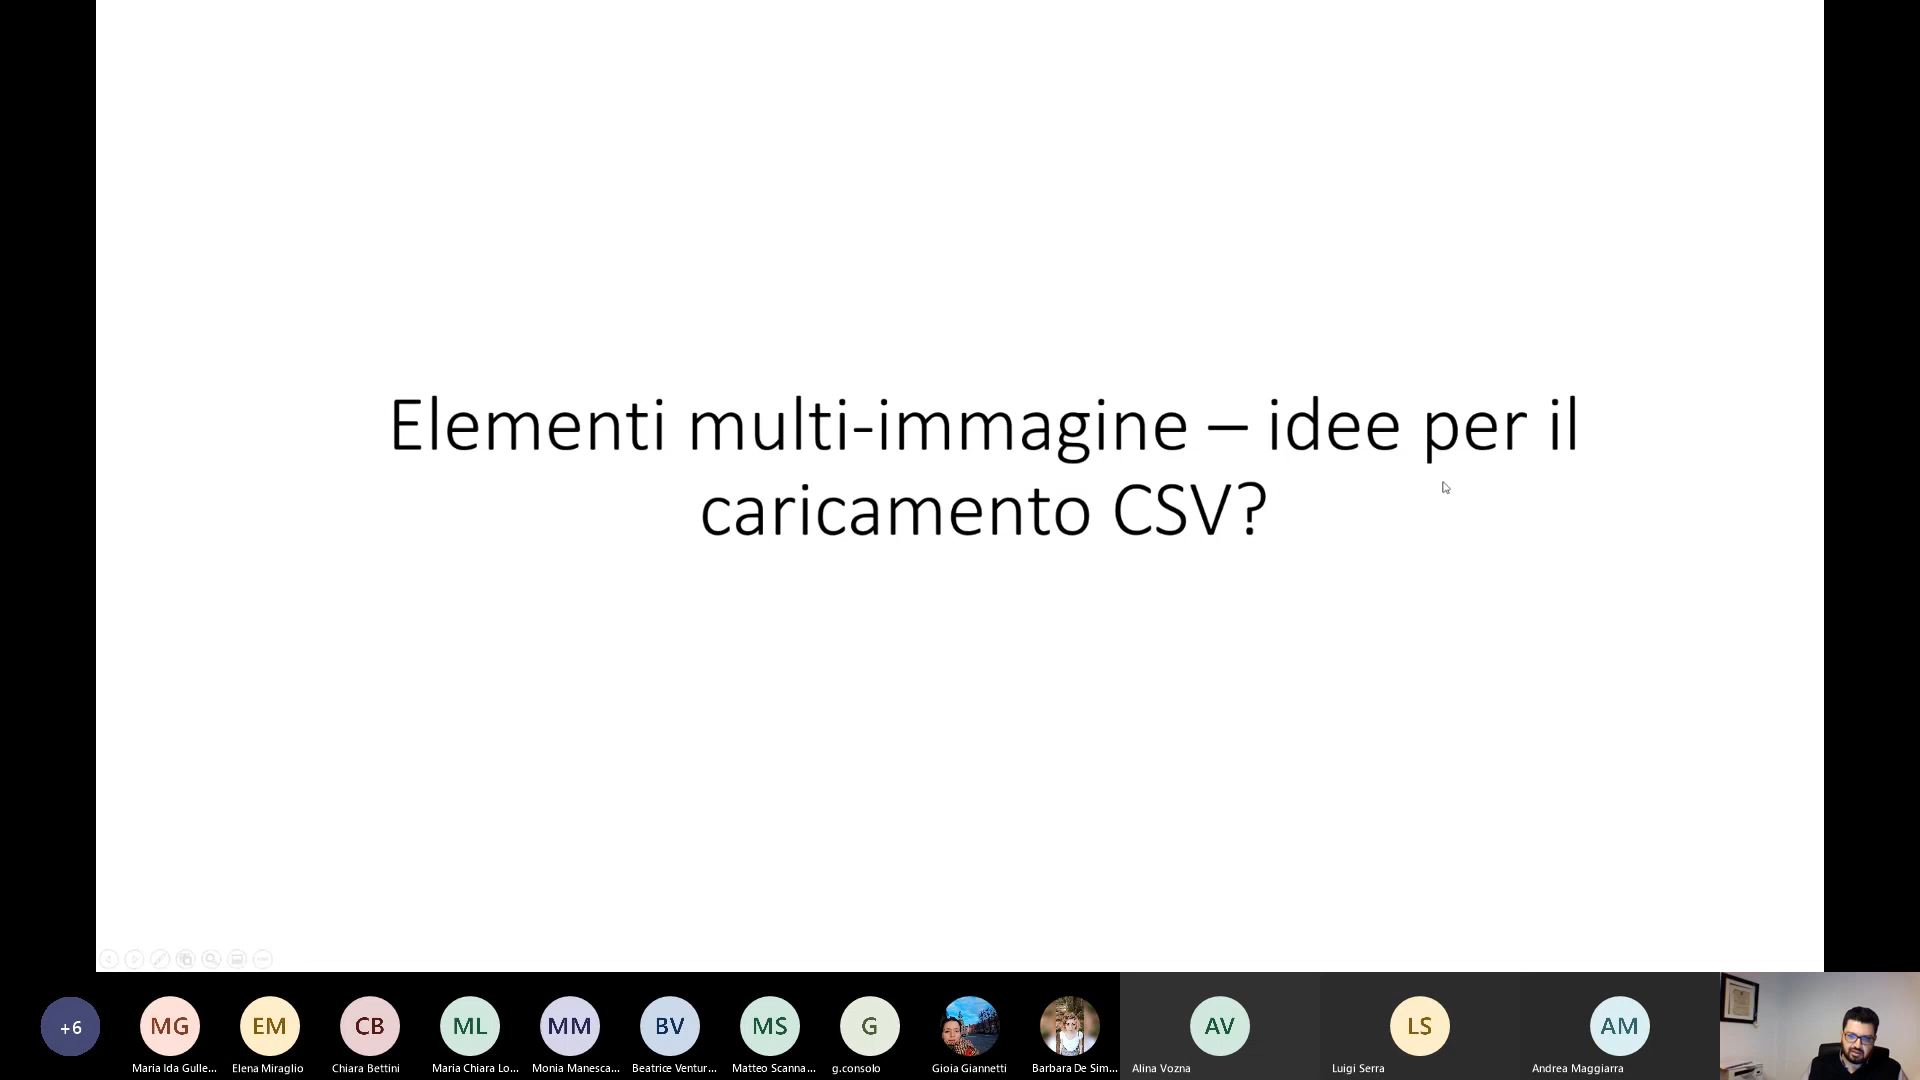 Elementi multi-immagine – idee per il
caricamento CSV?
+6
MG
EM
CB
ML
MM
BV
MS
G
AV
LS
AM
Maria Ida Gulle...
Elena Miraglio
Chiara Bettini
Maria Chiara Lo...
Monia Manesca...
Beatrice Ventur...
Matteo Scanna...
g.consolo
Gioia Giannetti
Barbara De Sim...
Alina Vozna
Luigi Serra
Andrea Maggiarra